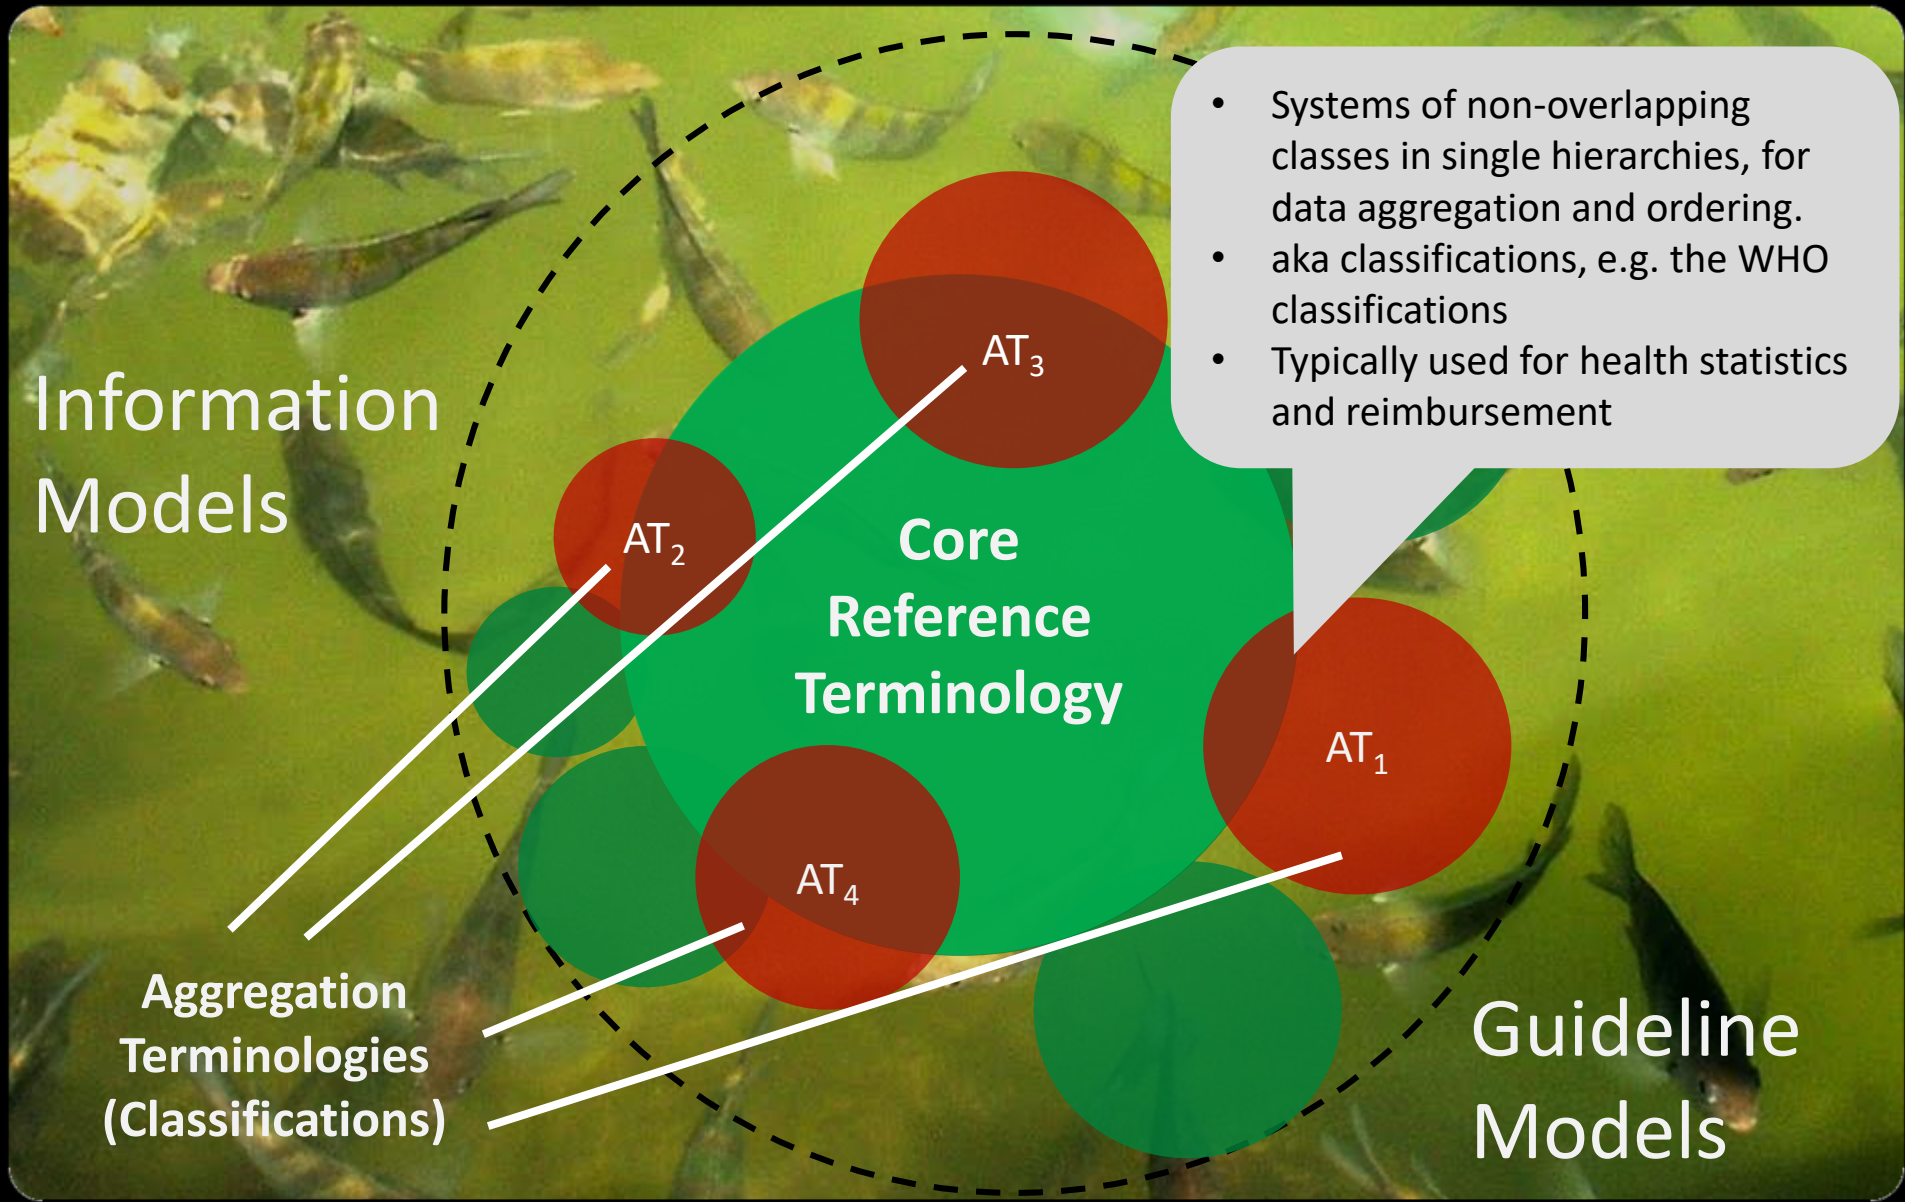 • Systems of non-overlapping
classes in single hierarchies, for
data aggregation and ordering.
• aka classifications, e.g. the WHO
classifications
• Typically used for health statistics
and reimbursement
Information
Models
AT₃
AT₂
Core
Reference
Terminology
AT₁
AT₄
Aggregation
Terminologies
(Classifications)
Guideline
Models